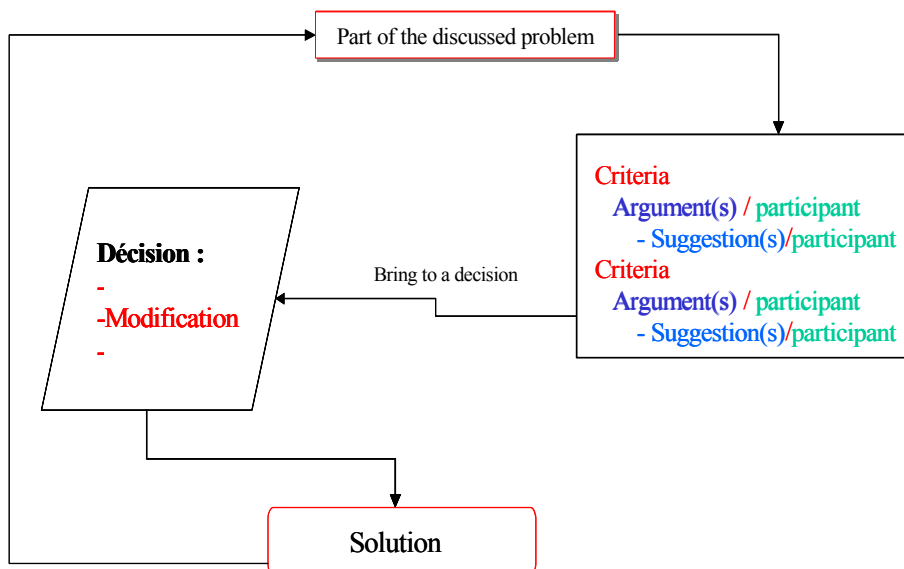 Part of the discussed problem
Criteria
Argument(s) / participant
- Suggestion(s)/participant
Criteria
Argument(s) / participant
- Suggestion(s)/participant
Bring to a decision
Décision :
-
-Modification
-
Solution